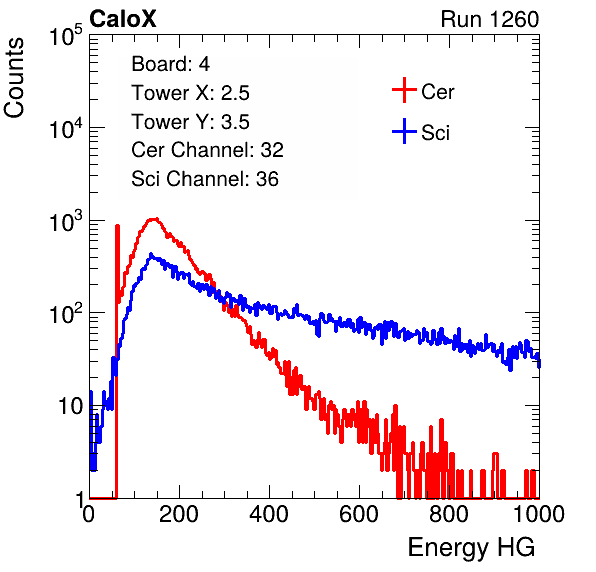 CaloX Run 1260
Counts
Board: 4
Tower X: 2.5
Tower Y: 3.5
Cer Channel: 32
Sci Channel: 36
Cer
Sci
10^5
10^4
10^3
10^2
10
1
0 200 400 600 800 1000
Energy HG